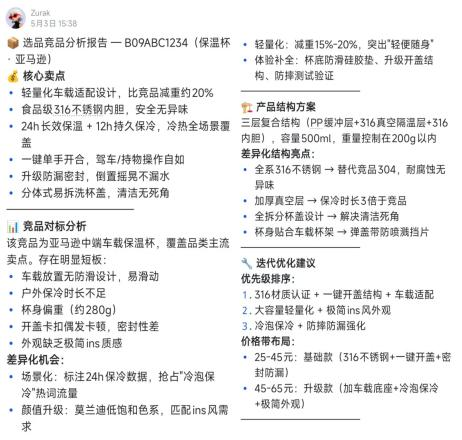 Zurak
5月3日 15:38
📦 选品竞品分析报告 — B09ABC1234（保温杯
· 亚马逊）
💰 核心卖点
• 轻量化车载适配设计，比竞品减重约20%
• 食品级316不锈钢内胆，安全无异味
• 24h长效保温 + 12h持久保冷，冷热全场景覆
盖
• 一键单手开合，驾车/持物操作自如
• 升级防漏密封，倒置摇晃不漏水
• 分体式易拆洗杯盖，清洁无死角
📊 竞品对标分析
该竞品为亚马逊中端车载保温杯，覆盖品类主流
卖点。存在明显短板：
• 车载放置无防滑设计，易滑动
• 户外保冷时长不足
• 杯身偏重（约280g）
• 开盖卡扣偶发卡顿，密封性差
• 外观缺乏极简ins质感
差异化机会：
• 场景化：标注24h保冷数据，抢占"冷泡保
冷"热词流量
• 颜值升级：莫兰迪低饱和色系，匹配ins风需
求
• 轻量化：减重15%-20%，突出"轻便随身"
• 体验补全：杯底防滑硅胶垫、升级开盖结
构、防摔测试验证
🏗️ 产品结构方案
三层复合结构（PP缓冲层+316真空隔温层+316
内胆），容量500ml，重量控制在200g以内
差异化结构亮点：
• 全系316不锈钢 → 替代竞品304，耐腐蚀无
异味
• 加厚真空层 → 保冷时长3倍于竞品
• 全拆分杯盖设计 → 解决清洁死角
• 杯身贴合车载杯架 → 弹盖带防喷溅挡片
🔧 迭代优化建议
优先级排序：
1. 316材质认证 + 一键开盖结构 + 车载适配
2. 大容量轻量化 + 极简ins风外观
3. 冷泡保冷 + 防摔防漏强化
价格带布局：
• 25-45元：基础款（316不锈钢+一键开盖+密
封防漏）
• 45-65元：升级款（加车载底座+冷泡保冷
+极简外观）